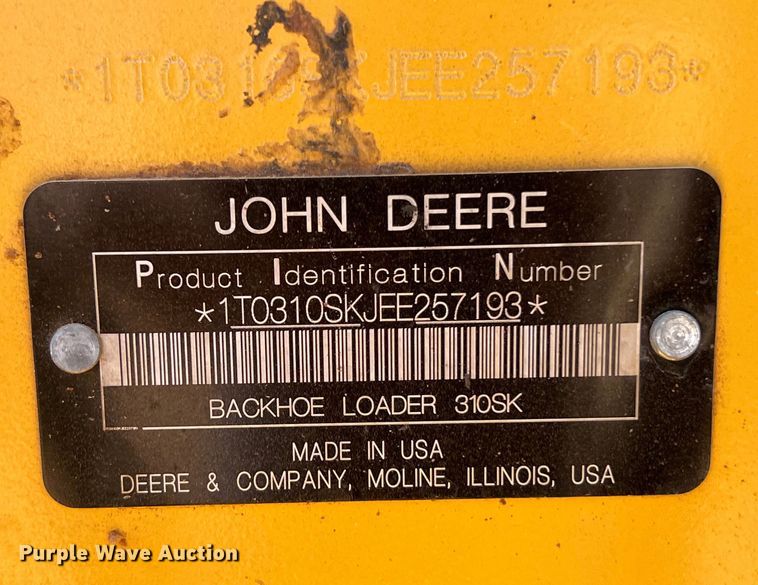 JOHN DEERE
Product Identification Number
*1T0310SKJEE257193*
BACKHOE LOADER 310SK
MADE IN USA
DEERE & COMPANY, MOLINE, ILLINOIS, USA
Purple Wave Auction